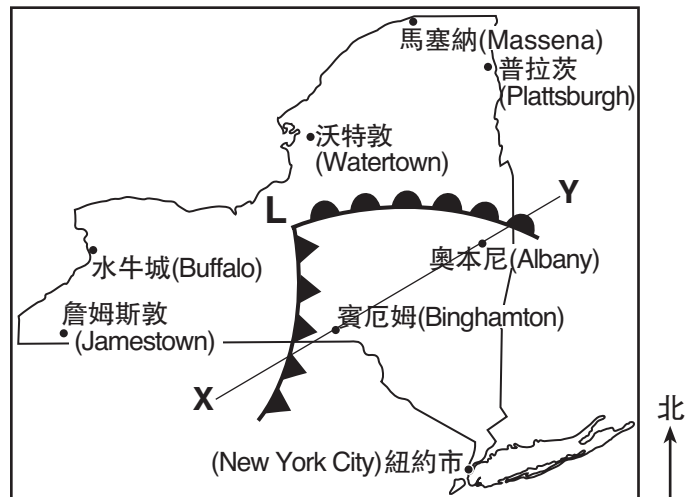 馬塞納(Massena)
普拉茨
(Plattsburgh)
沃特敦
(Watertown)
L
Y
奧本尼(Albany)
水牛城(Buffalo)
詹姆斯敦
(Jamestown)
賓厄姆(Binghamton)
X
北
(New York City)紐約市